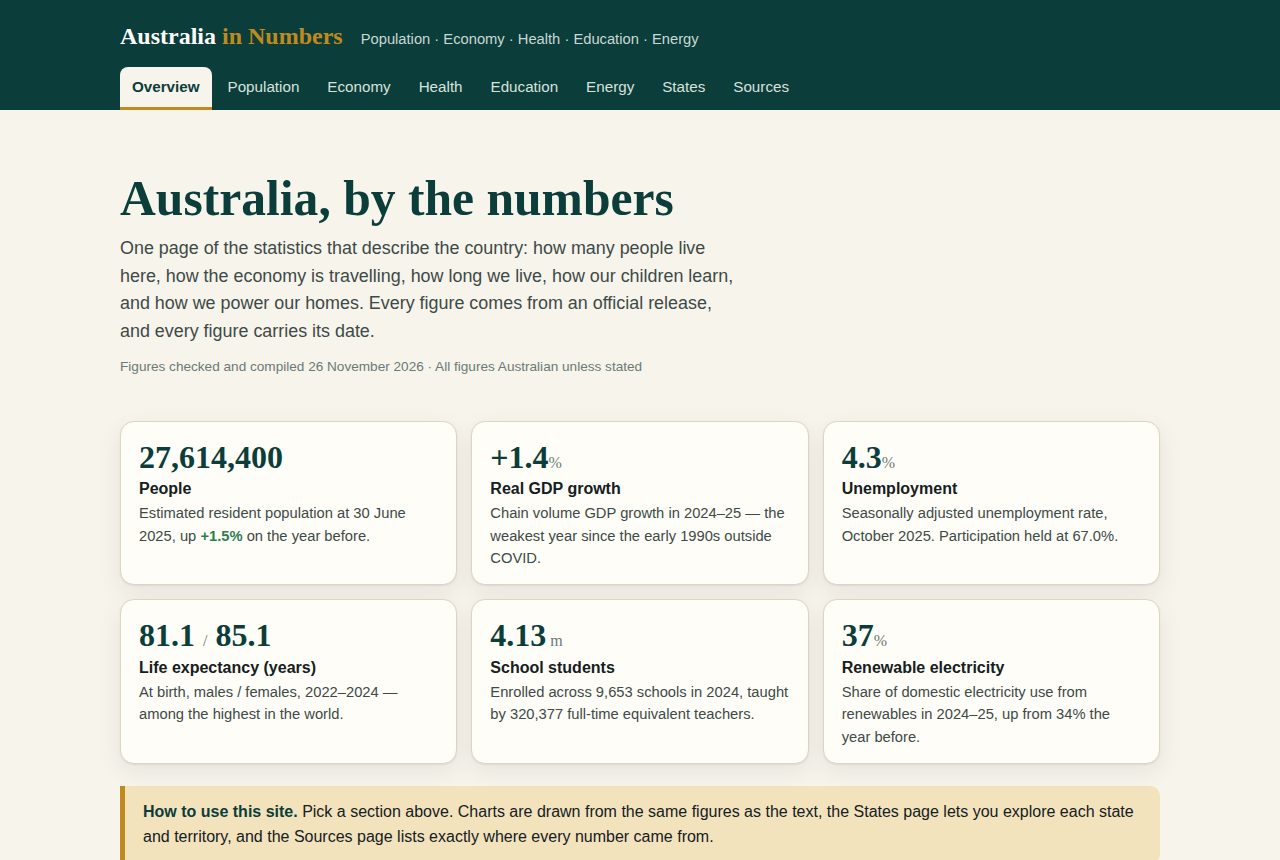 Australia in Numbers Population · Economy · Health · Education · Energy
Overview Population Economy Health Education Energy States Sources
Australia, by the numbers
One page of the statistics that describe the country: how many people live
here, how the economy is travelling, how long we live, how our children learn,
and how we power our homes. Every figure comes from an official release,
and every figure carries its date.
Figures checked and compiled 26 November 2026 · All figures Australian unless stated
27,614,400
People
Estimated resident population at 30 June
2025, up +1.5% on the year before.
+1.4%
Real GDP growth
Chain volume GDP growth in 2024–25 — the
weakest year since the early 1990s outside
COVID.
4.3%
Unemployment
Seasonally adjusted unemployment rate,
October 2025. Participation held at 67.0%.
81.1 / 85.1
Life expectancy (years)
At birth, males / females, 2022–2024 —
among the highest in the world.
4.13 m
School students
Enrolled across 9,653 schools in 2024, taught
by 320,377 full-time equivalent teachers.
37%
Renewable electricity
Share of domestic electricity use from
renewables in 2024–25, up from 34% the
year before.
How to use this site. Pick a section above. Charts are drawn from the same figures as the text, the States page lets you explore each state
and territory, and the Sources page lists exactly where every number came from.